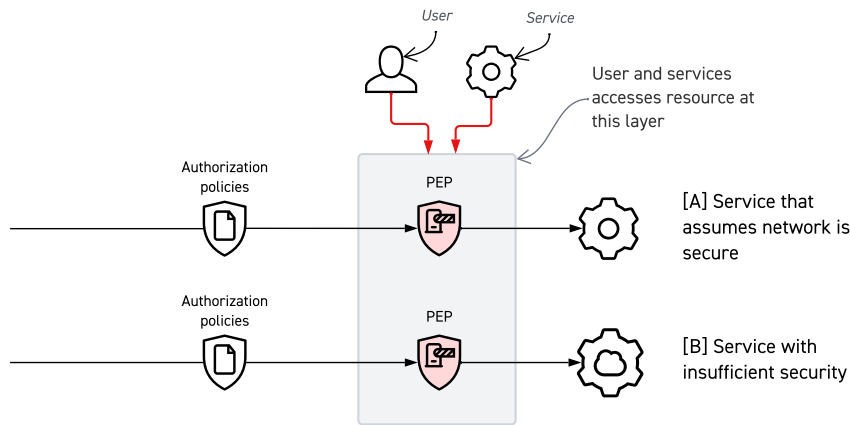 User
Service
User and services
accesses resource at
this layer
Authorization
policies
PEP
[A] Service that
assumes network is
secure
Authorization
policies
PEP
[B] Service with
insufficient security